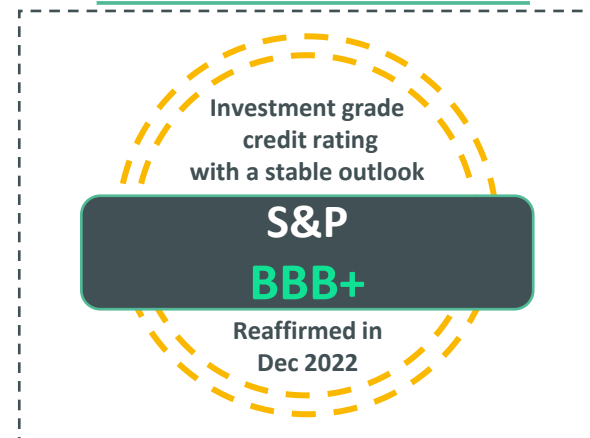 Investment grade
credit rating
with a stable outlook
S&P
BBB+
Reaffirmed in
Dec 2022